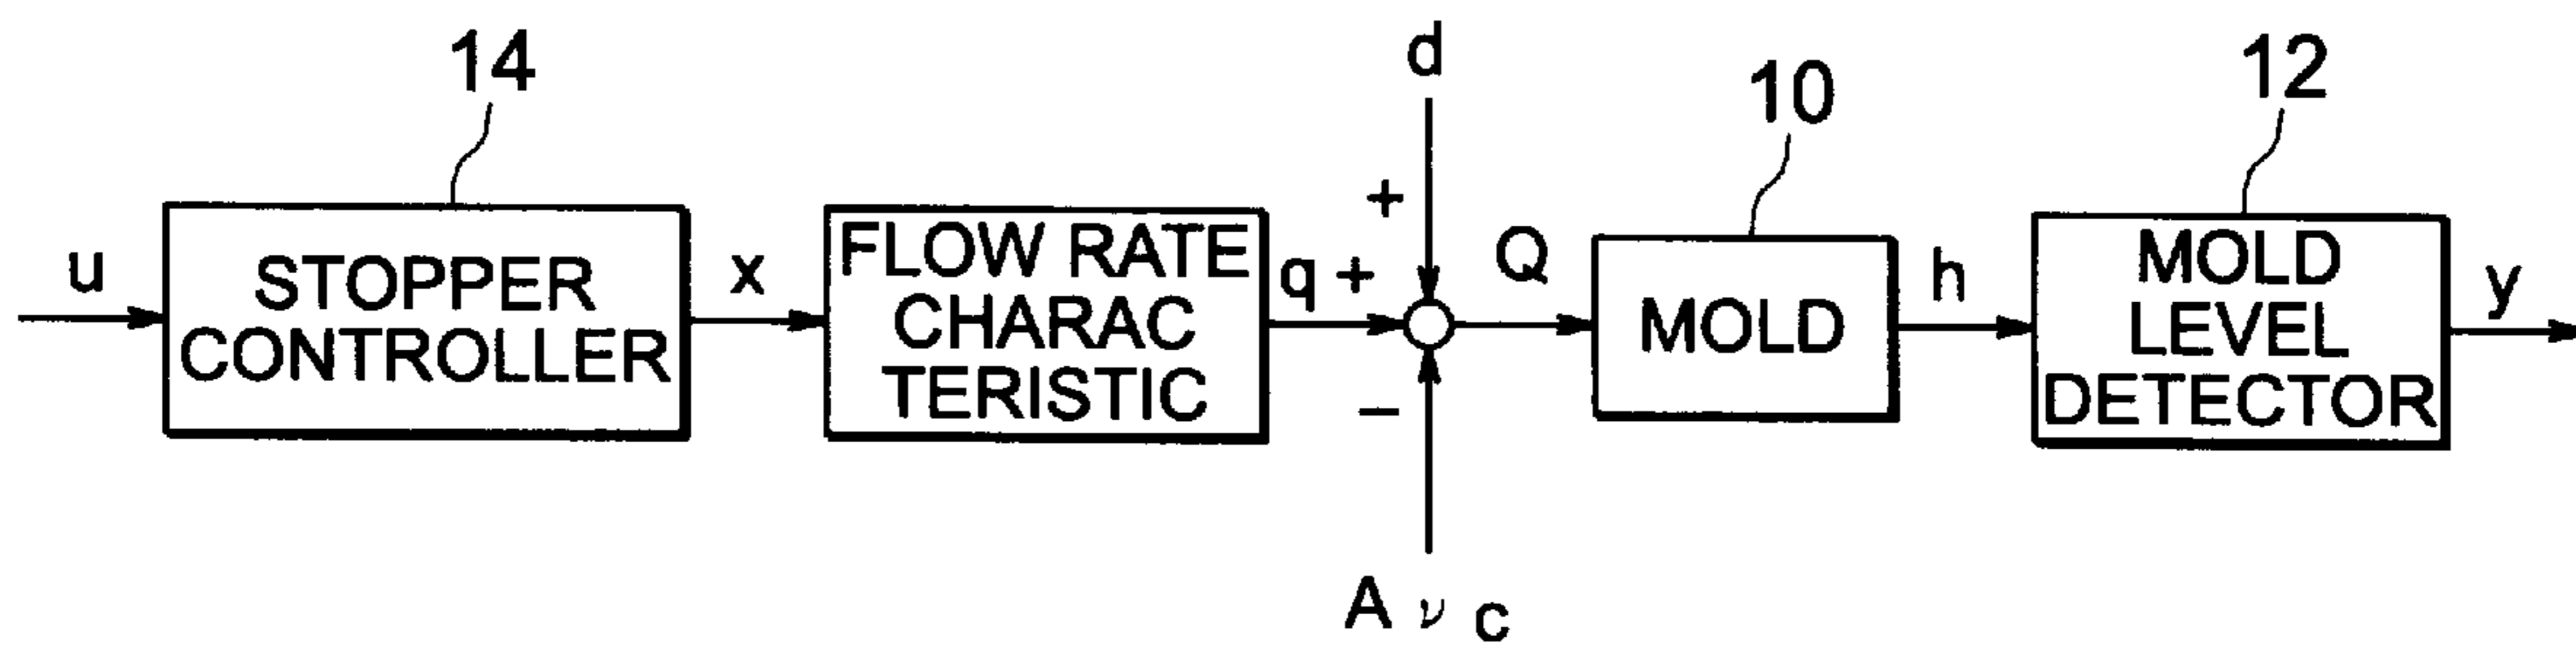 14
d
10
12
u
STOPPER
CONTROLLER
x
FLOW RATE
CHARAC
TERISTIC
q
+
+
−
Q
MOLD
h
MOLD
LEVEL
DETECTOR
y
A ν c